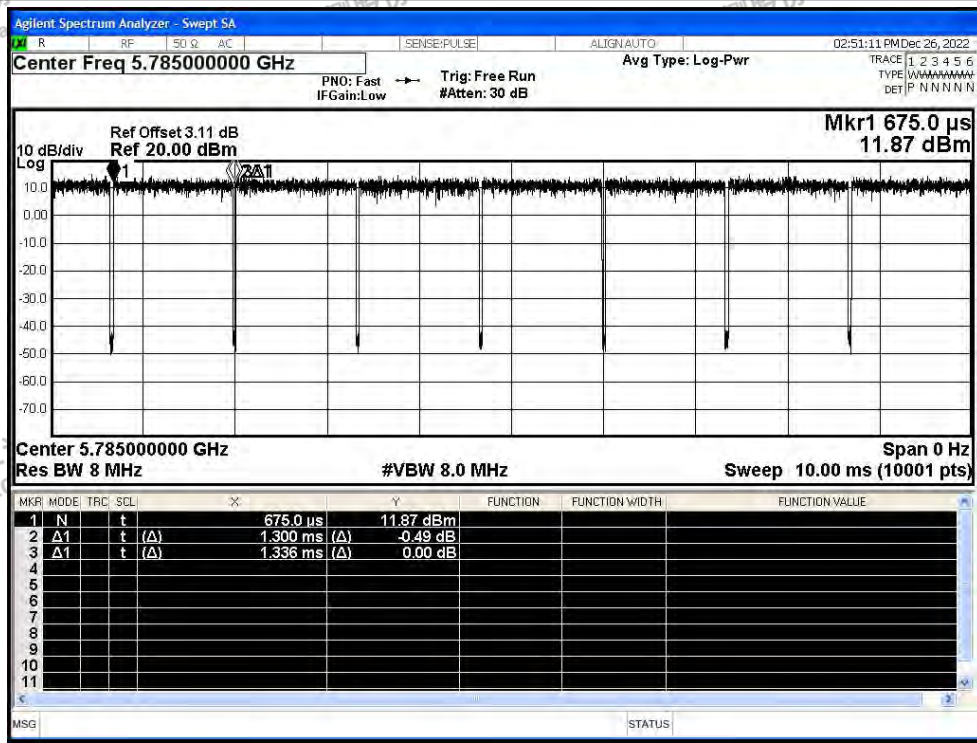 Agilent Spectrum Analyzer - Swept SA
R RF 50 Ω AC SENSE:PULSE ALIGNAUTO 02:51:11 PM Dec 26, 2022
Center Freq 5.785000000 GHz
PNO: Fast
IFGain:Low
Trig: Free Run
#Atten: 30 dB
Avg Type: Log-Pwr
TRACE 1 2 3 4 5 6
TYPE WWWWWW
DET P N N N N N
Mkr1 675.0 µs
11.87 dBm
Ref Offset 3.11 dB
10 dB/div Ref 20.00 dBm
Log
1
10.0
0.00
-10.0
-20.0
-30.0
-40.0
-50.0
-60.0
-70.0
Center 5.785000000 GHz Span 0 Hz
Res BW 8 MHz #VBW 8.0 MHz Sweep 10.00 ms (10001 pts)
MKR MODE TRC SCL X Y FUNCTION FUNCTION WIDTH FUNCTION VALUE
1 N t 675.0 µs 11.87 dBm
2 Δ1 t (Δ) 1.300 ms (Δ) -0.49 dB
3 Δ1 t (Δ) 1.336 ms (Δ) 0.00 dB
4
5
6
7
8
9
10
11
MSG STATUS